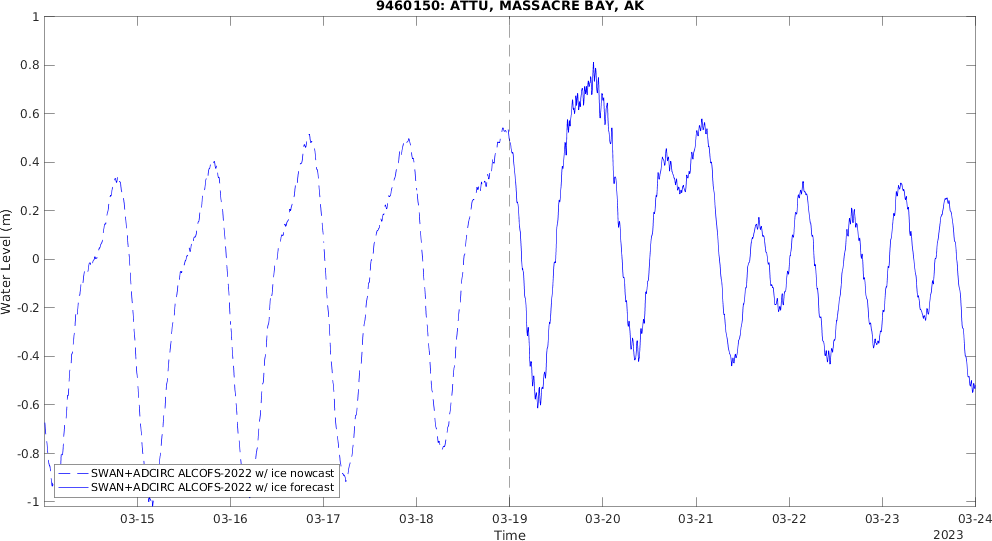 9460150: ATTU, MASSACRE BAY, AK
1
0.8
0.6
0.4
0.2
0
-0.2
-0.4
-0.6
-0.8
-1
Water Level (m)
SWAN+ADCIRC ALCOFS-2022 w/ ice nowcast
SWAN+ADCIRC ALCOFS-2022 w/ ice forecast
03-15 03-16 03-17 03-18 03-19 03-20 03-21 03-22 03-23 03-24
Time
2023